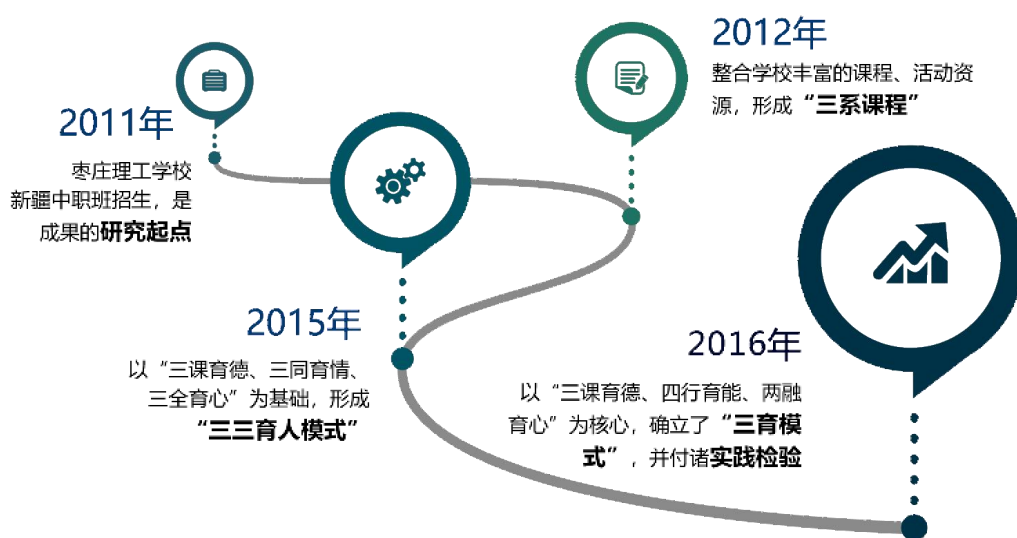 2011年
枣庄理工学校
新疆中职班招生，是
成果的研究起点
2012年
整合学校丰富的课程、活动资
源，形成“三系课程”
2015年
以“三课育德、三同育情、
三全育心”为基础，形成
“三三育人模式”
2016年
以“三课育德、四行育能、两融
育心”为核心，确立了“三育模
式”，并付诸实践检验